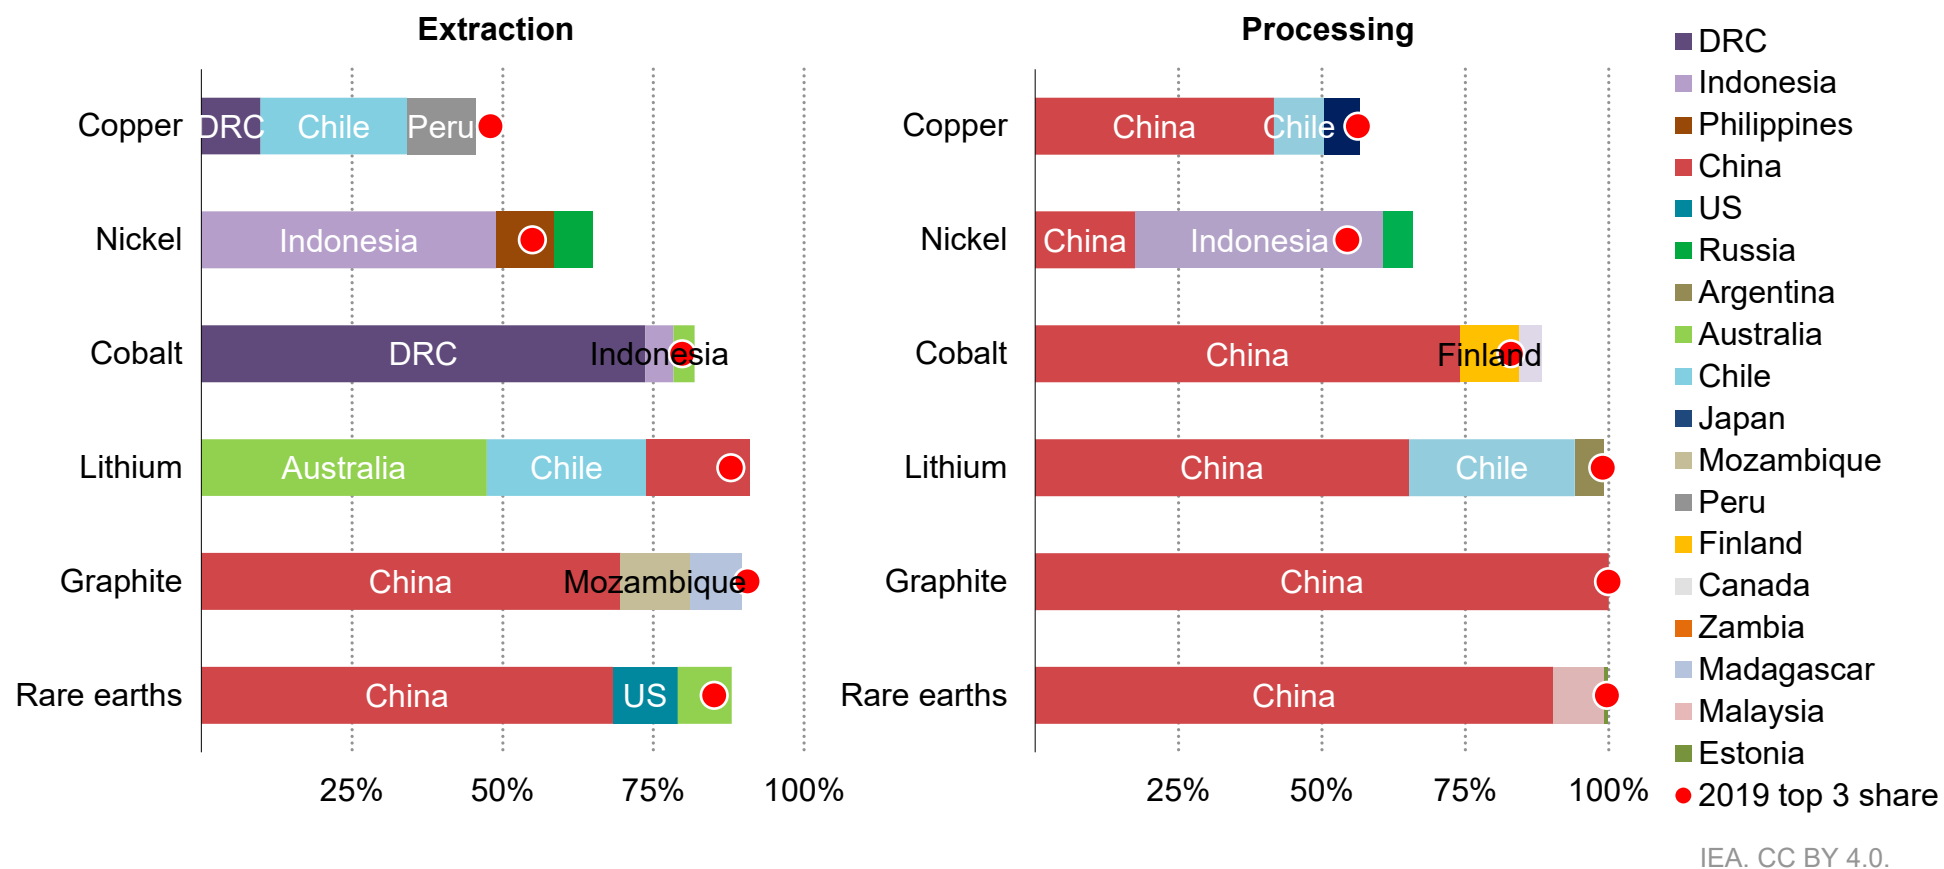 Extraction
Copper
DRC Chile Peru
Nickel
Indonesia
Cobalt
DRC Indonesia
Lithium
Australia Chile
Graphite
China Mozambique
Rare earths
China US
25% 50% 75% 100%
Processing
Copper
China Chile
Nickel
China Indonesia
Cobalt
China Finland
Lithium
China Chile
Graphite
China
Rare earths
China
25% 50% 75% 100%
DRC
Indonesia
Philippines
China
US
Russia
Argentina
Australia
Chile
Japan
Mozambique
Peru
Finland
Canada
Zambia
Madagascar
Malaysia
Estonia
2019 top 3 share
IEA. CC BY 4.0.